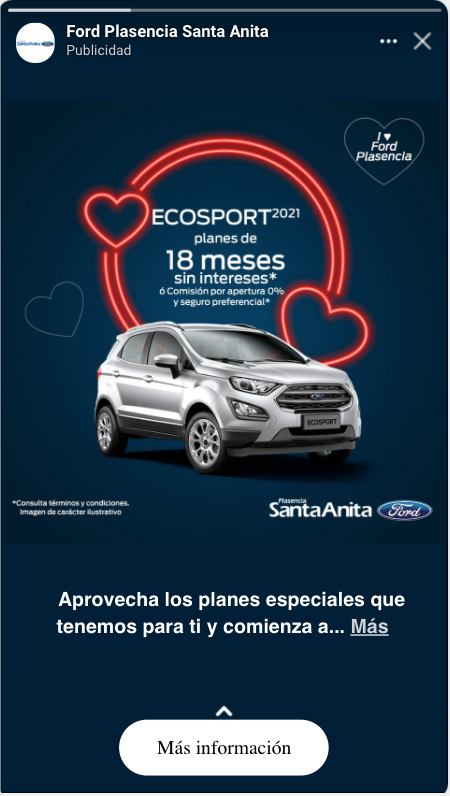 Ford Plasencia Santa Anita
Publicidad
I ♥
Ford
Plasencia
ECOSPORT2021
planes de
18 meses
sin intereses*
ó Comisión por apertura 0%
y seguro preferencial*
ECOSPORT
*Consulta términos y condiciones.
Imagen de carácter ilustrativo
Plasencia
SantaAnita Ford
Aprovecha los planes especiales que
tenemos para ti y comienza a... Más
Más información